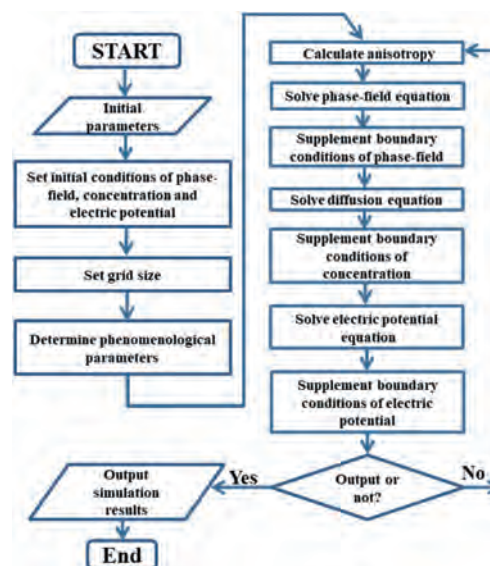 START
Initial
parameters
Set initial conditions of phase-
field, concentration and
electric potential
Set grid size
Determine phenomenological
parameters
Calculate anisotropy
Solve phase-field equation
Supplement boundary
conditions of phase-field
Solve diffusion equation
Supplement boundary
conditions of
concentration
Solve electric potential
equation
Supplement boundary
conditions of electric
potential
Output or
not?
No
Yes
Output
simulation
results
End